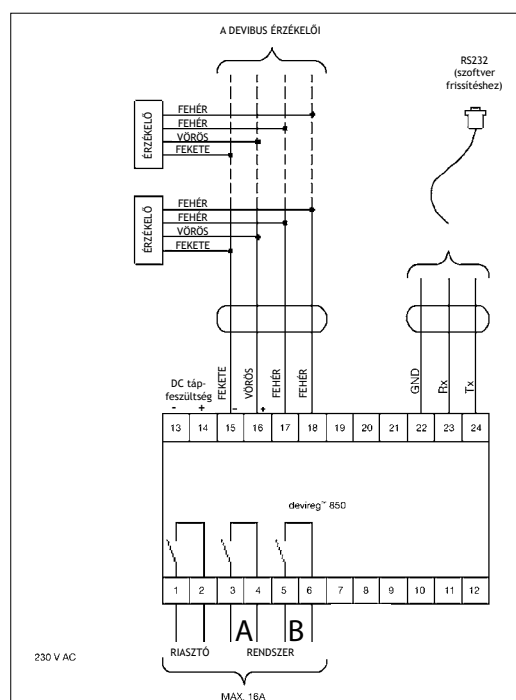 A DEVIBUS ÉRZÉKELŐI
RS232
(szoftver
frissítéshez)
ÉRZÉKELŐ
FEHÉR
FEHÉR
VÖRÖS
FEKETE
ÉRZÉKELŐ
FEHÉR
FEHÉR
VÖRÖS
FEKETE
DC táp-
feszültség
- +
FEKETE
VÖRÖS
FEHÉR
FEHÉR
- +
GND
Rx
Tx
13 14 15 16 17 18 19 20 21 22 23 24
devireg™ 850
1 2 3 4 5 6 7 8 9 10 11 12
A B
RIASZTÓ RENDSZER
230 V AC
MAX. 16A